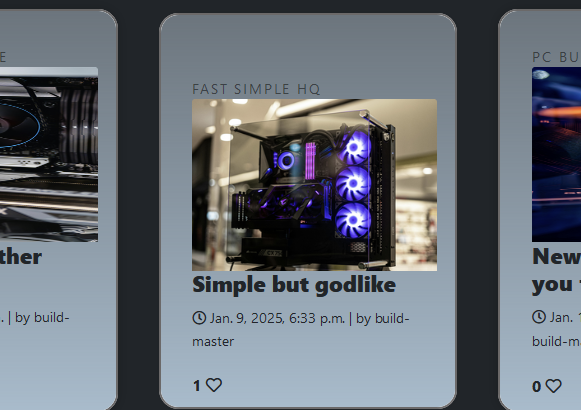 E
FAST SIMPLE HQ
PC BU
ther
Simple but godlike
New
you
. | by build-
Jan. 9, 2025, 6:33 p.m. | by build-
master
Jan. 1
build-ma
1
0